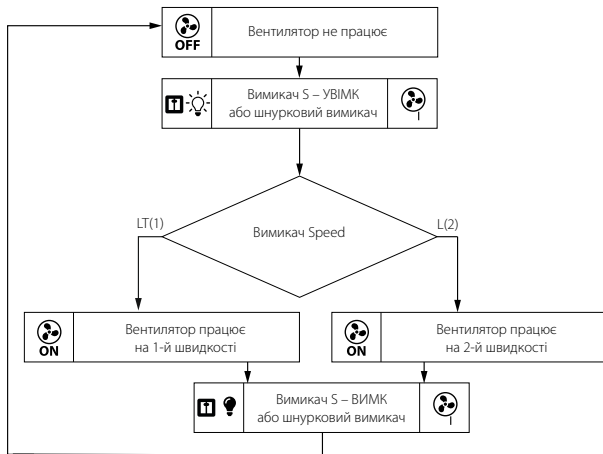 OFF
Вентилятор не працює
Вимикач S – УВІМК
або шнурковий вимикач
LT(1)
Вимикач Speed
L(2)
ON
Вентилятор працює
на 1-й швидкості
ON
Вентилятор працює
на 2-й швидкості
Вимикач S – ВИМК
або шнурковий вимикач